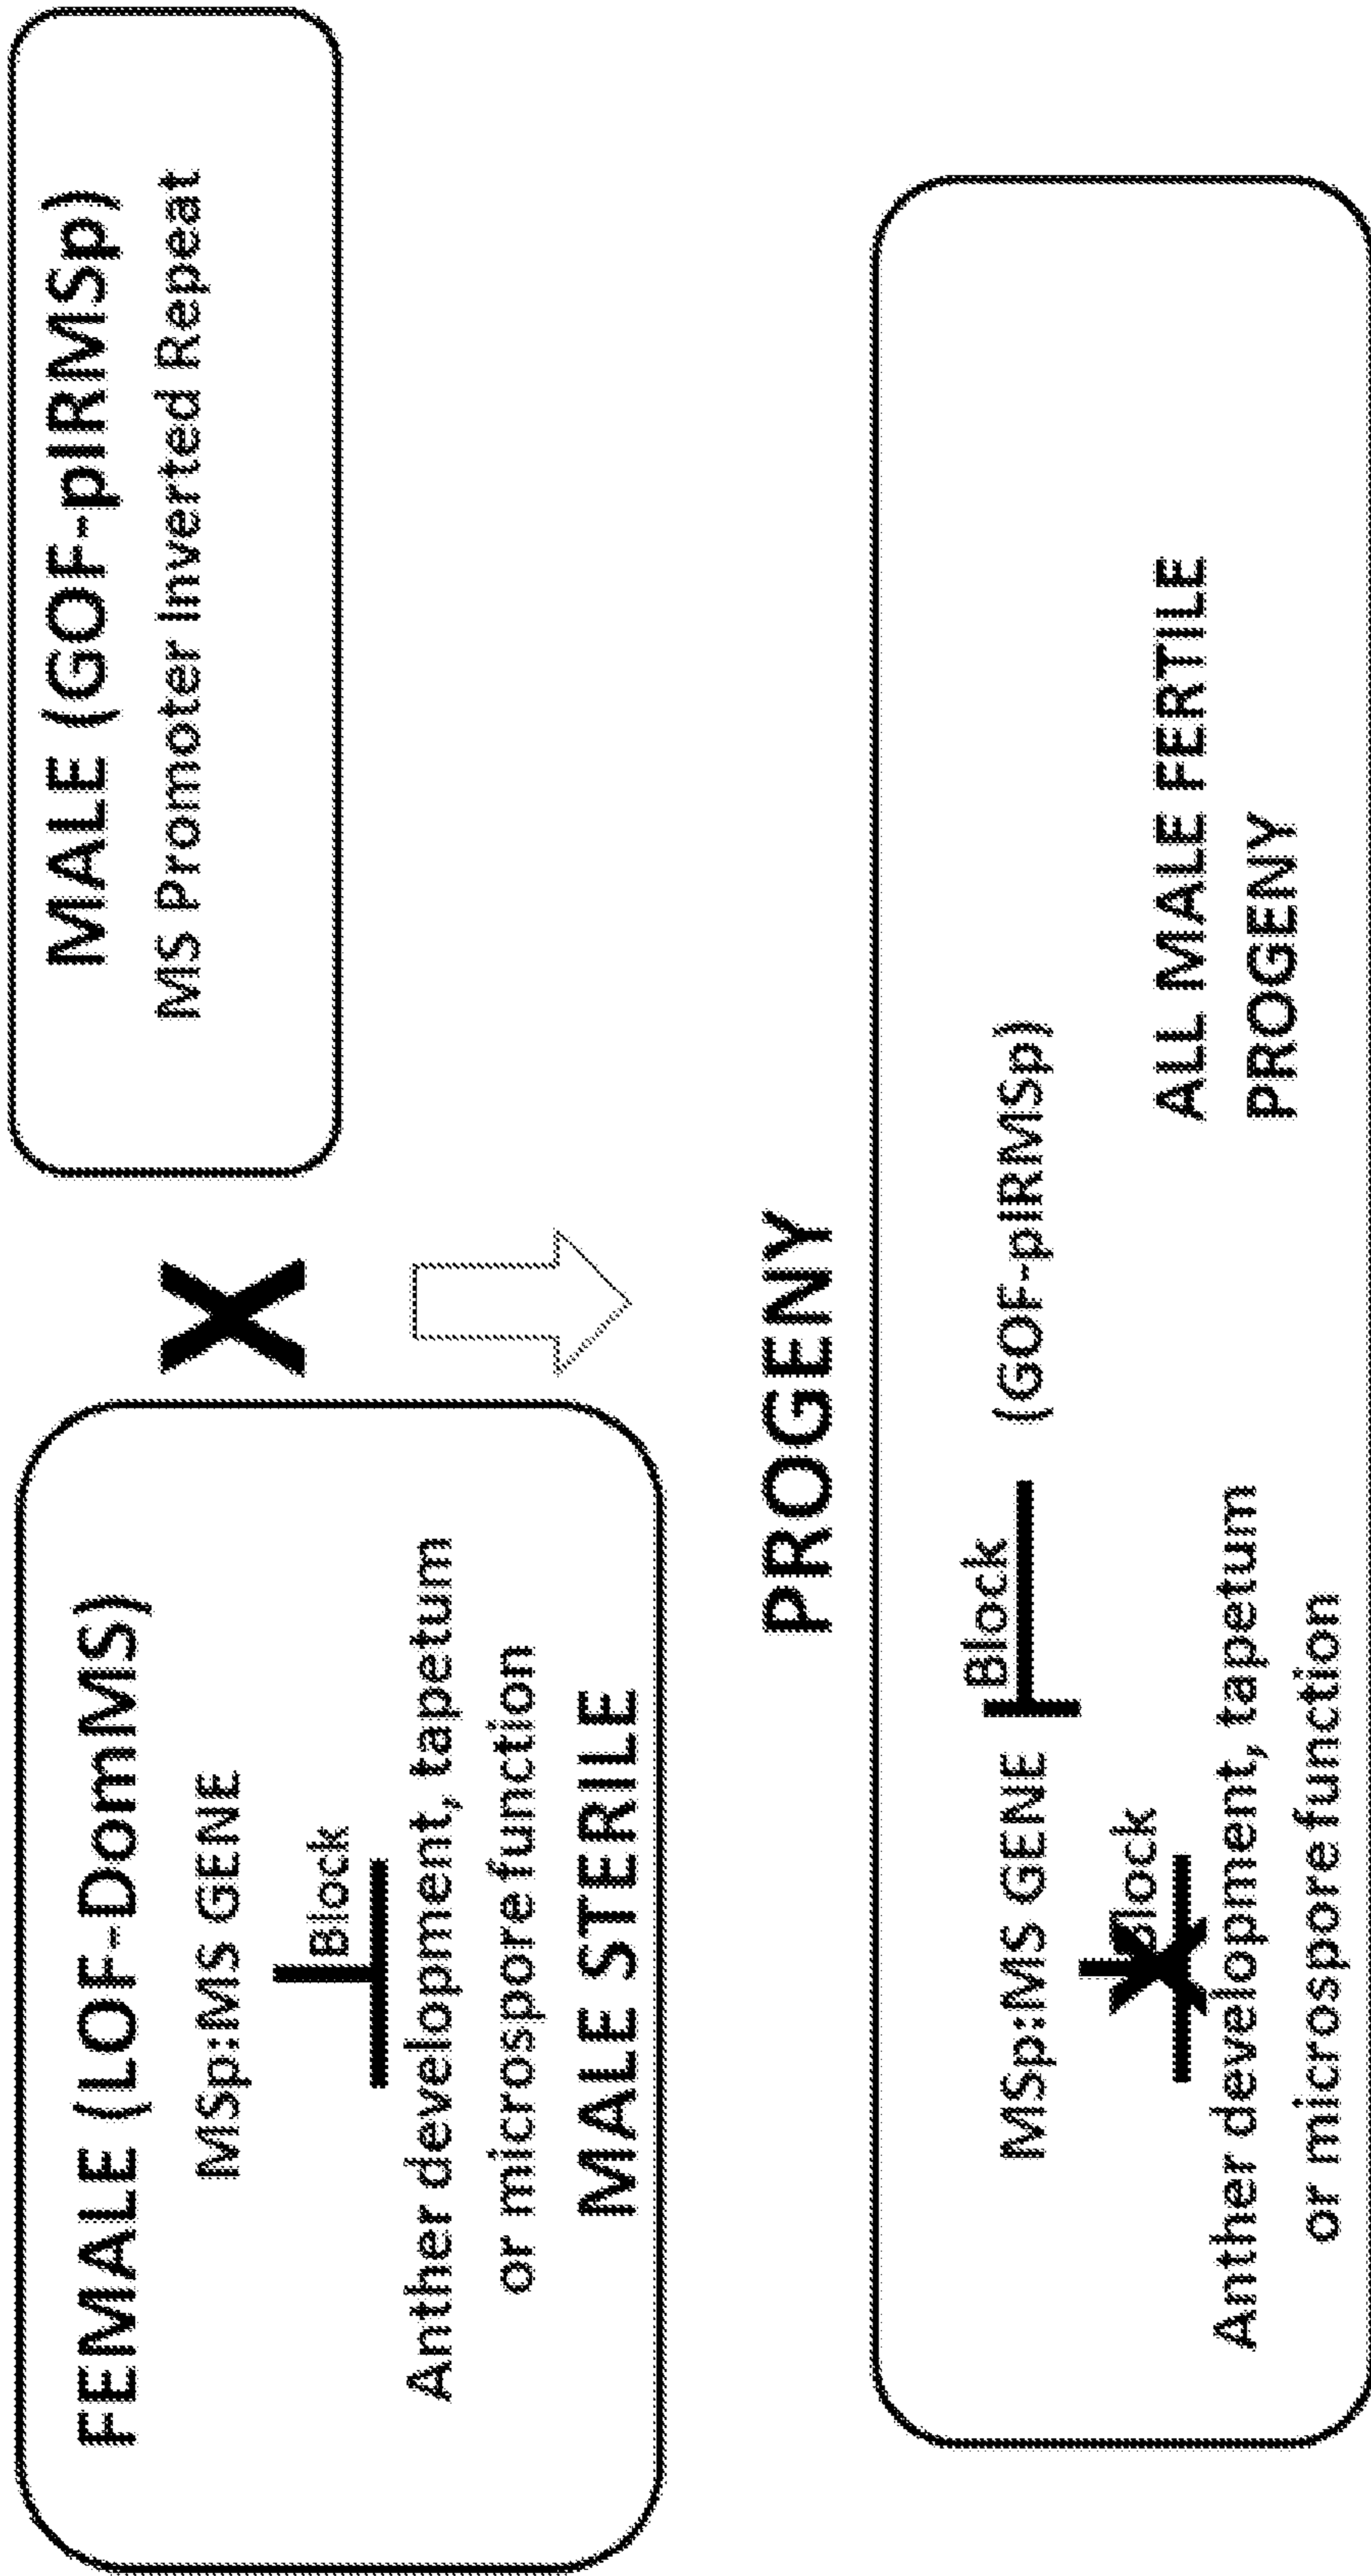 FEMALE (LOF-DomMS)
MSp:MS GENE
Block
Anther development, tapetum
or microspore function
MALE STERILE
X
MALE (GOF-pIRMSp)
MS Promoter Inverted Repeat
PROGENY
MSp:MS GENE
Block
(GOF-pIRMSp)
Block
Anther development, tapetum
or microspore function
ALL MALE FERTILE
PROGENY